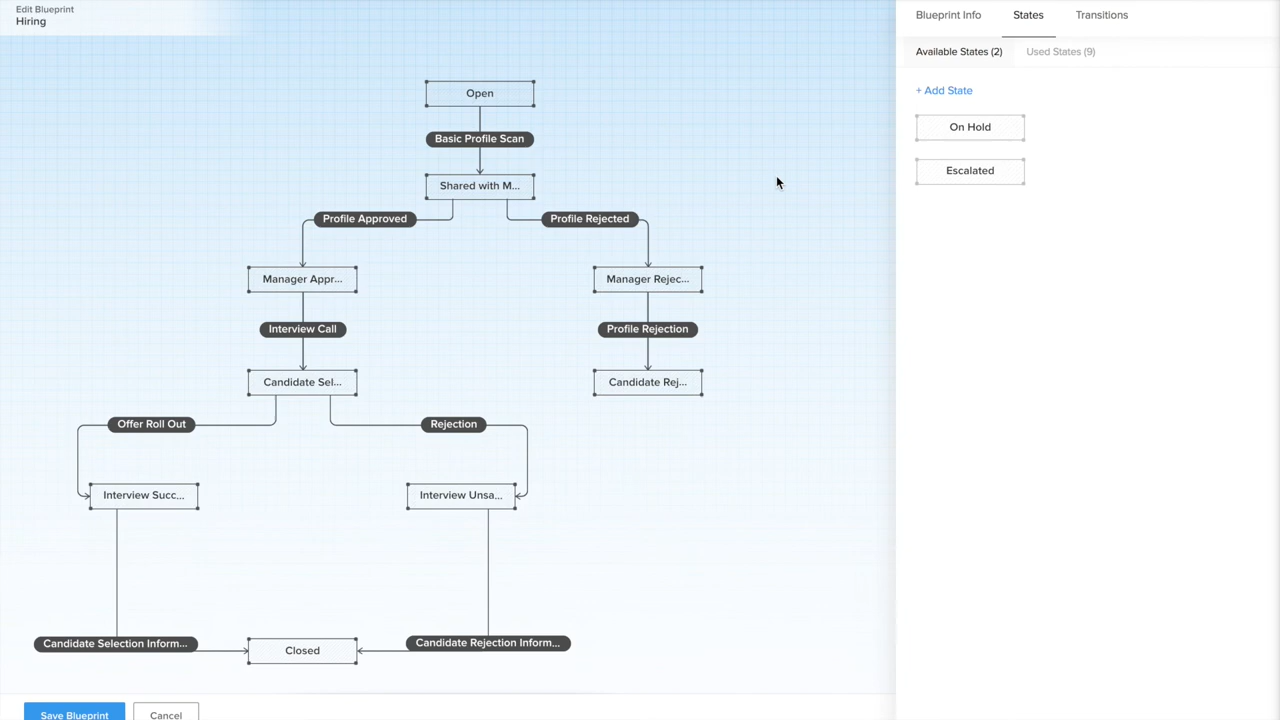 Edit Blueprint
Hiring
Blueprint Info
States
Transitions
Available States (2)
Used States (9)
+ Add State
On Hold
Escalated
Open
Basic Profile Scan
Shared with M...
Profile Approved
Profile Rejected
Manager Appr...
Manager Rejec...
Interview Call
Profile Rejection
Candidate Sel...
Candidate Rej...
Offer Roll Out
Rejection
Interview Succ...
Interview Unsa...
Candidate Selection Inform...
Closed
Candidate Rejection Inform...
Save Blueprint
Cancel